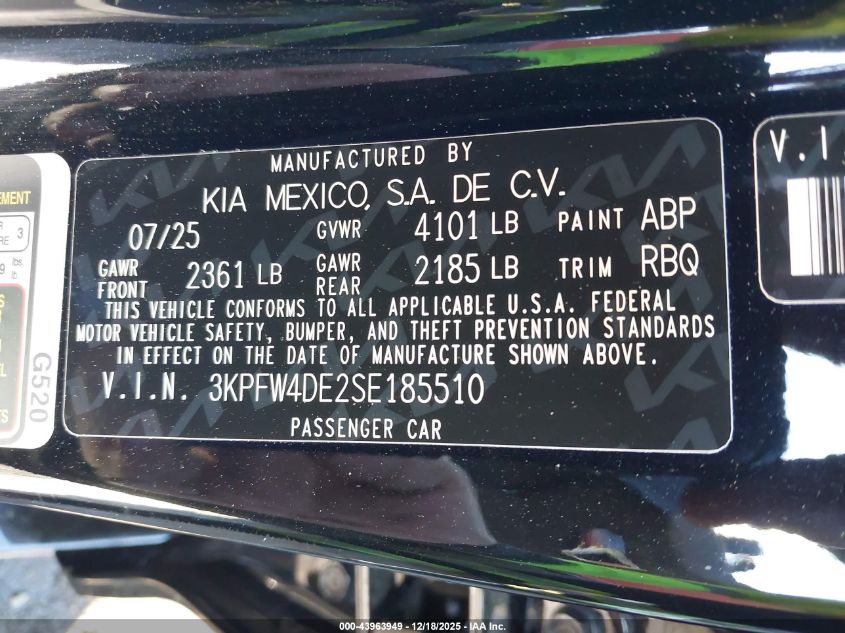 MANUFACTURED BY
KIA MEXICO, S.A. DE C.V.
07/25 GVWR 4101 LB PAINT ABP
GAWR FRONT 2361 LB GAWR REAR 2185 LB TRIM RBQ
THIS VEHICLE CONFORMS TO ALL APPLICABLE U.S.A. FEDERAL
MOTOR VEHICLE SAFETY, BUMPER, AND THEFT PREVENTION STANDARDS
IN EFFECT ON THE DATE OF MANUFACTURE SHOWN ABOVE.
V.I.N. 3KPFW4DE2SE185510
PASSENGER CAR
G520
3
lbs.
V.I
000-43963949 - 12/18/2025 - IAA Inc.